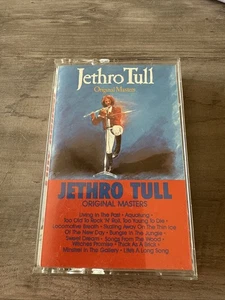 Jethro Tull
Original Masters
JETHRO TULL
ORIGINAL MASTERS
Living In The Past • Aqualung •
Too Old To Rock 'N' Roll, Too Young To Die •
Locomotive Breath • Skating Away On The Thin Ice
Of The New Day • Bungle In The Jungle •
Sweet Dream • Songs From The Wood •
Witches Promise • Thick As A Brick •
Minstrel In The Gallery • Life's A Long Song